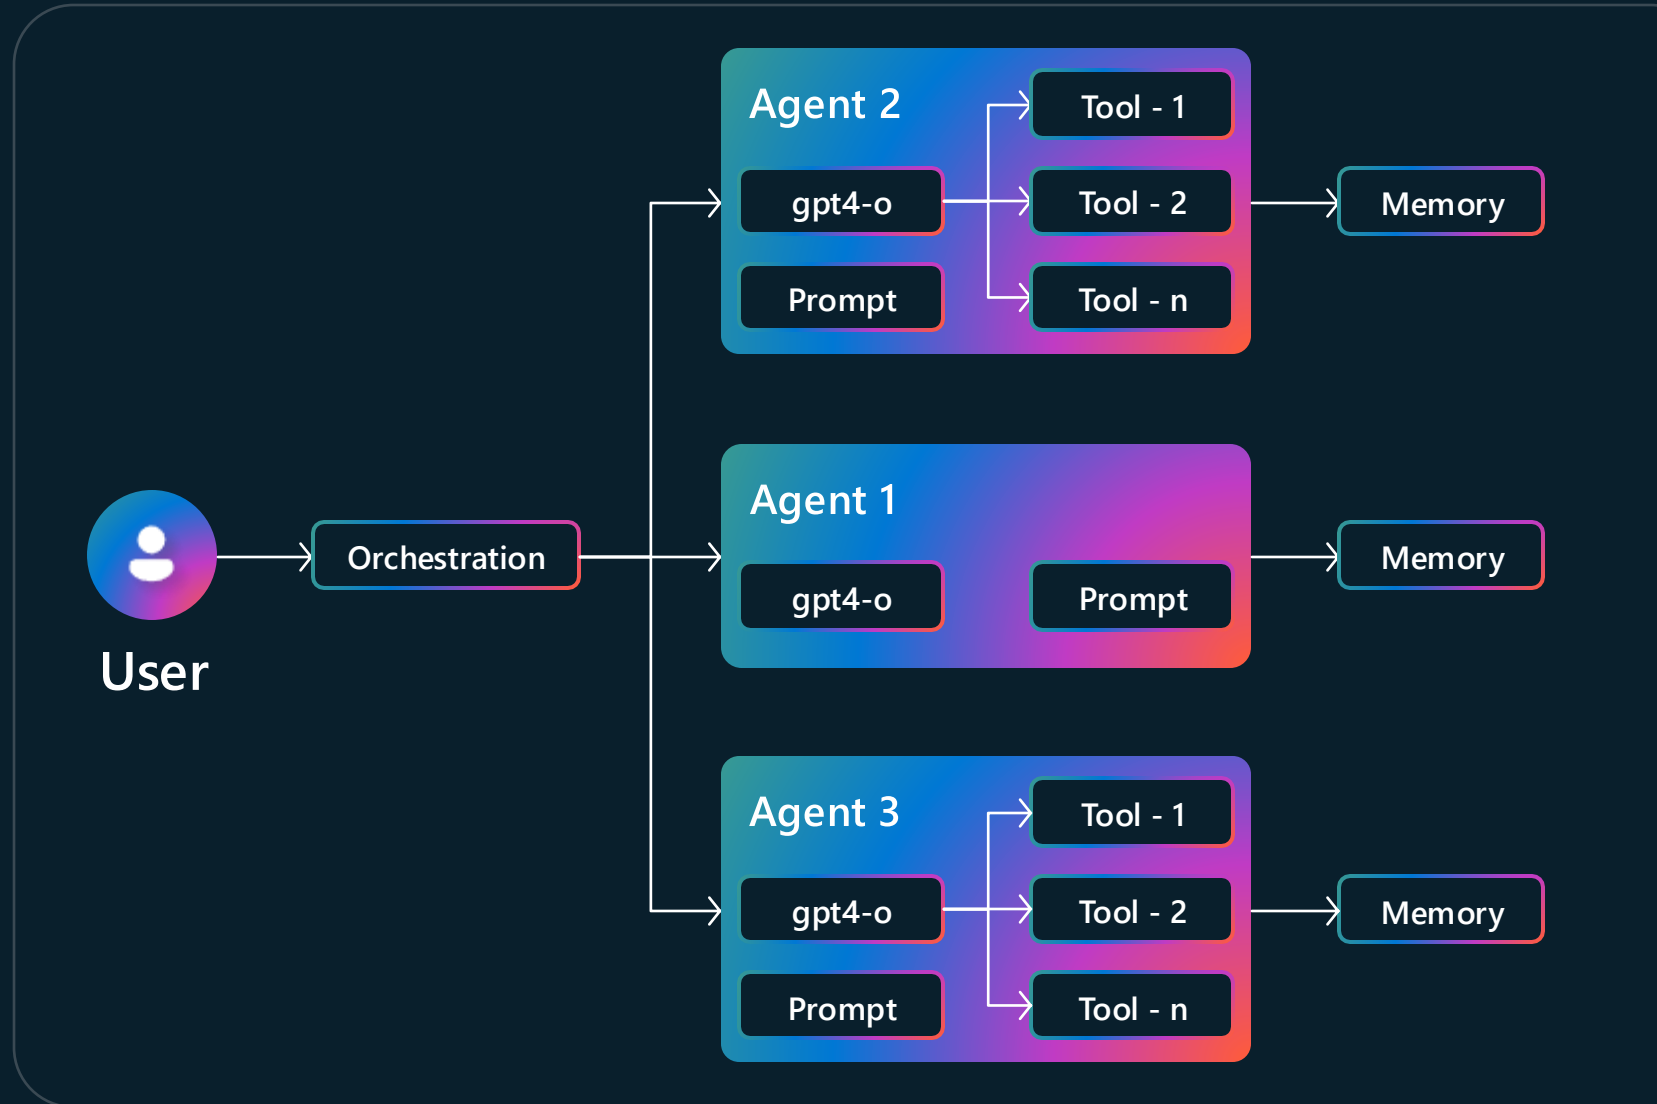 User
Orchestration
Agent 2
gpt4-o
Prompt
Tool - 1
Tool - 2
Tool - n
Memory
Agent 1
gpt4-o
Prompt
Memory
Agent 3
gpt4-o
Prompt
Tool - 1
Tool - 2
Tool - n
Memory